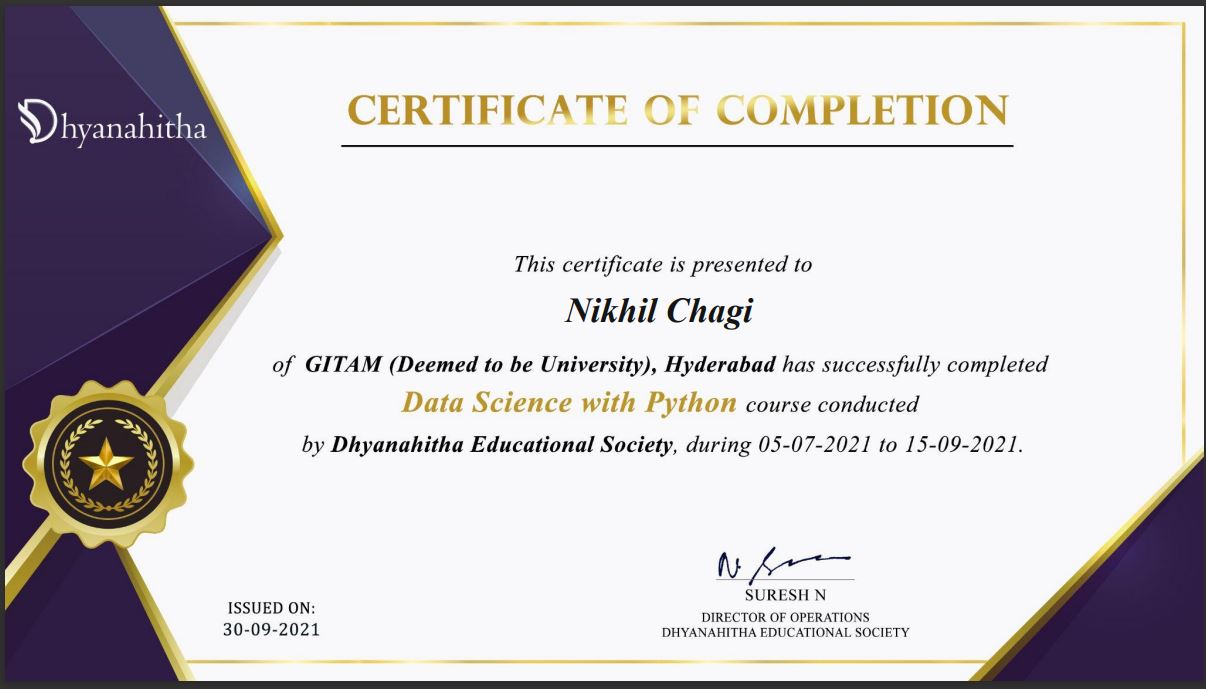 Dhyanahitha
CERTIFICATE OF COMPLETION
This certificate is presented to
Nikhil Chagi
of GITAM (Deemed to be University), Hyderabad has successfully completed
Data Science with Python course conducted
by Dhyanahitha Educational Society, during 05-07-2021 to 15-09-2021.
N.
SURESH N
DIRECTOR OF OPERATIONS
DHYANAHITHA EDUCATIONAL SOCIETY
ISSUED ON:
30-09-2021